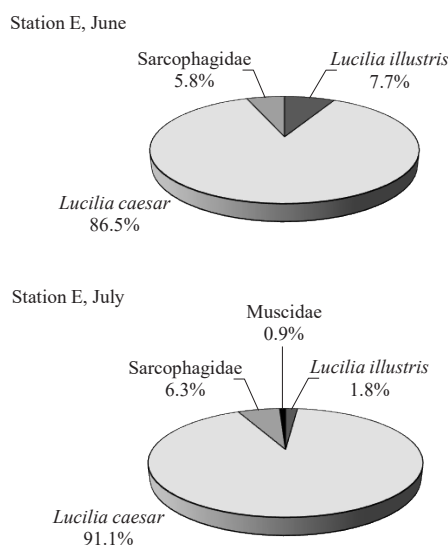 Station E, June
Sarcophagidae
5.8%
Lucilia illustris
7.7%
Lucilia caesar
86.5%
Station E, July
Muscidae
0.9%
Sarcophagidae
6.3%
Lucilia illustris
1.8%
Lucilia caesar
91.1%